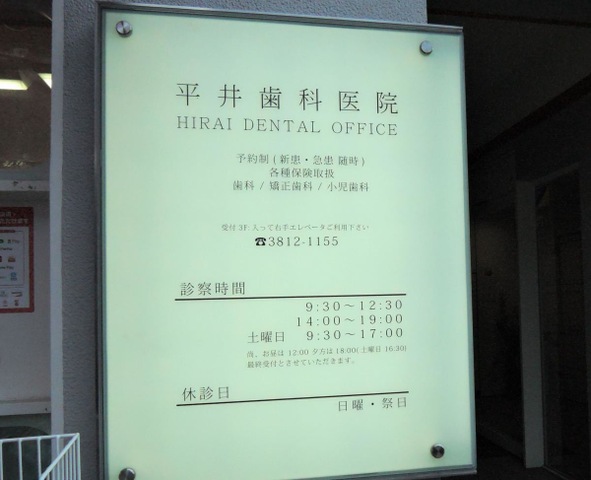 平井歯科医院
HIRAI DENTAL OFFICE
予約制(新患・急患 随時)
各種保険取扱
歯科 / 矯正歯科 / 小児歯科
受付 3F: 入って右手エレベータご利用下さい
☎3812-1155
診察時間
9:30〜12:30
14:00〜19:00
土曜日 9:30〜17:00
尚、お昼は 12:00 夕方は 18:00(土曜日 16:30)
最終受付とさせていただきます。
休診日
日曜・祭日